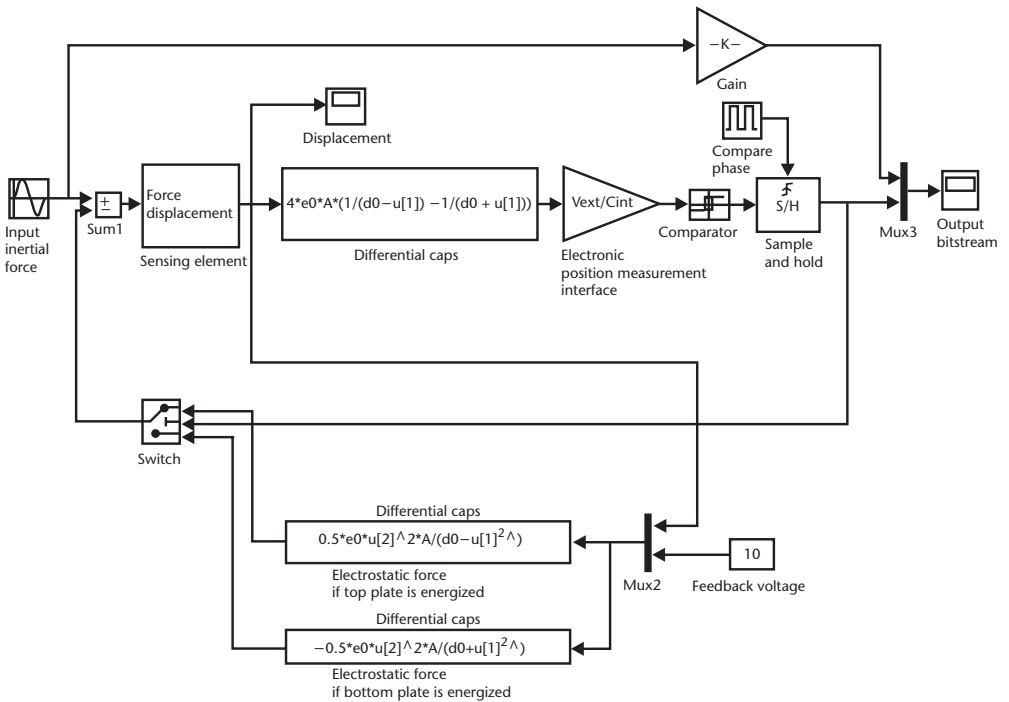 −K−
Gain
Displacement
Compare
phase
Input
inertial
force
+
−
Sum1
Force
displacement
Sensing element
4*e0*A*(1/(d0−u[1]) −1/(d0 + u[1]))
Differential caps
Vext/Cint
Electronic
position measurement
interface
Comparator
S/H
Sample
and hold
Mux3
Output
bitstream
Switch
Differential caps
0.5*e0*u[2]^2*A/(d0−u[1]2^)
Electrostatic force
if top plate is energized
Mux2
10
Feedback voltage
Differential caps
−0.5*e0*u[2]^2*A/(d0+u[1]2^)
Electrostatic force
if bottom plate is energized